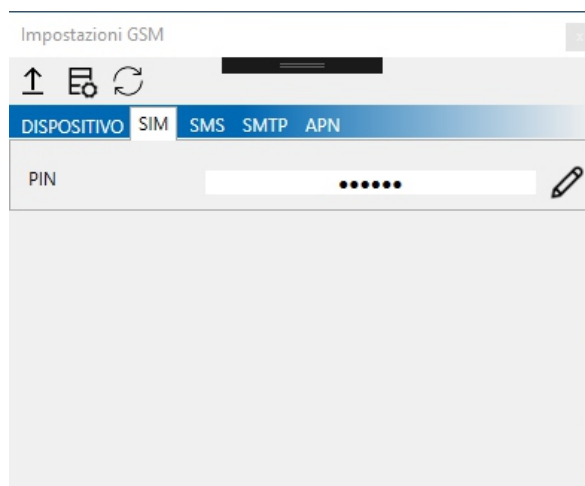 Impostazioni GSM
DISPOSITIVO SIM SMS SMTP APN
PIN ••••••